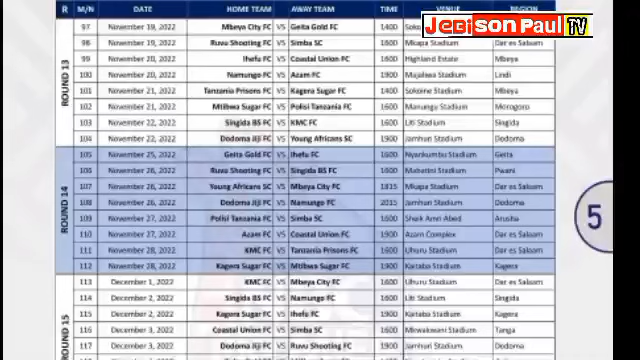 JEBISON PAUL TV
R M/N DATE HOME TEAM AWAY TEAM TIME VENUE REGION
ROUND 13
97 November 19, 2022 Mbeya City FC VS Geita Gold FC 1400
98 November 19, 2022 Ruvu Shooting FC VS Simba SC 1600 Mkapa Stadium Dar es Salaam
99 November 20, 2022 Ihefu FC VS Coastal Union FC 1600 Highland Estate Mbeya
100 November 20, 2022 Namungo FC VS Azam FC 1900 Majaliwa Stadium Lindi
101 November 21, 2022 Tanzania Prisons FC VS Kagera Sugar FC 1400 Sokoine Stadium Mbeya
102 November 21, 2022 Mtibwa Sugar FC VS Polisi Tanzania FC 1600 Manungu Stadium Morogoro
103 November 22, 2022 Singida BS FC VS KMC FC 1600 Liti Stadium Singida
104 November 22, 2022 Dodoma Jiji FC VS Young Africans SC 1900 Jamhuri Stadium Dodoma
ROUND 14
105 November 25, 2022 Geita Gold FC VS Ihefu FC 1600 Nyankumbu Stadium Geita
106 November 26, 2022 Ruvu Shooting FC VS Singida BS FC 1600 Mabatini Stadium Pwani
107 November 26, 2022 Young Africans SC VS Mbeya City FC 1815 Mkapa Stadium Dar es Salaam
108 November 26, 2022 Dodoma Jiji FC VS Namungo FC 2015 Jamhuri Stadium Dodoma
109 November 27, 2022 Polisi Tanzania FC VS Simba SC 1600 Sheik Amri Abed Arusha
110 November 27, 2022 Azam FC VS Coastal Union FC 1900 Azam Complex Dar es Salaam
111 November 28, 2022 KMC FC VS Tanzania Prisons FC 1600 Uhuru Stadium Dar es Salaam
112 November 28, 2022 Kagera Sugar FC VS Mtibwa Sugar FC 1900 Kaitaba Stadium Kagera
5
ROUND 15
113 December 1, 2022 KMC FC VS Mbeya City FC 1600 Uhuru Stadium Dar es Salaam
114 December 2, 2022 Singida BS FC VS Namungo FC 1600 Liti Stadium Singida
115 December 2, 2022 Kagera Sugar FC VS Ihefu FC 1900 Kaitaba Stadium Kagera
116 December 3, 2022 Coastal Union FC VS Dodoma Jiji FC 1600 Mkwakwani Stadium Tanga
117 December 3, 2022 Dodoma Jiji FC VS Ruvu Shooting FC 1900 Jamhuri Stadium Dodoma